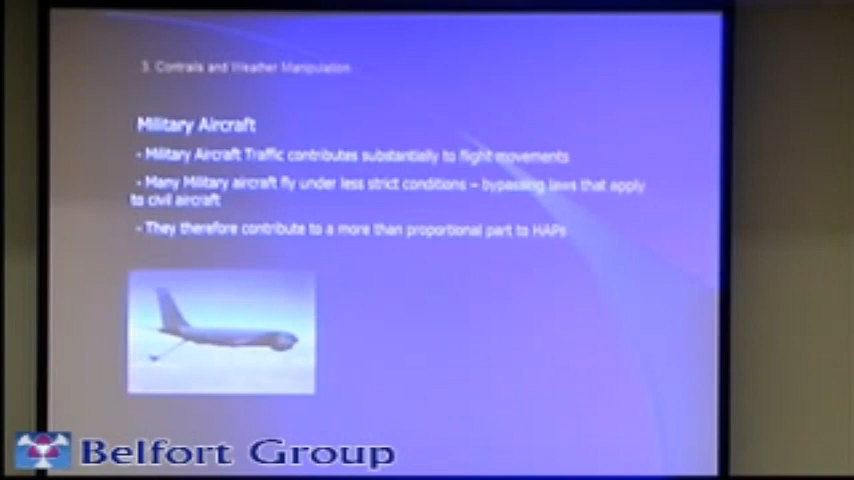 3. Contrails and Weather Manipulation
Military Aircraft
- Military Aircraft Traffic contributes substantially to flight movements
- Many Military aircraft fly under less strict conditions – bypassing laws that apply
to civil aircraft
- They therefore contribute to a more than proportional part to HAPs
Belfort Group